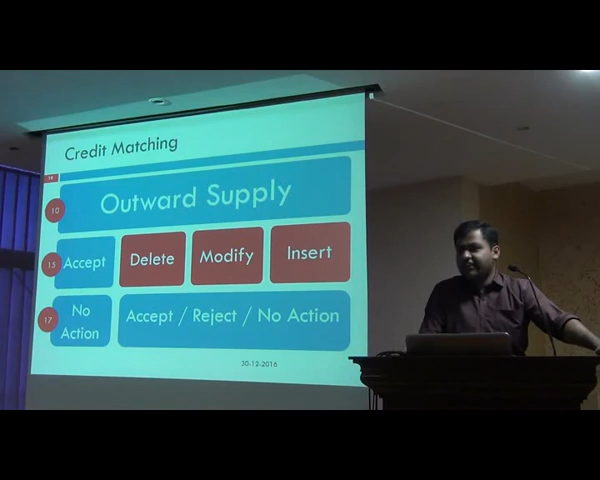 Credit Matching
19
10
Outward Supply
15
Accept
Delete
Modify
Insert
17
No
Action
Accept / Reject / No Action
30-12-2016